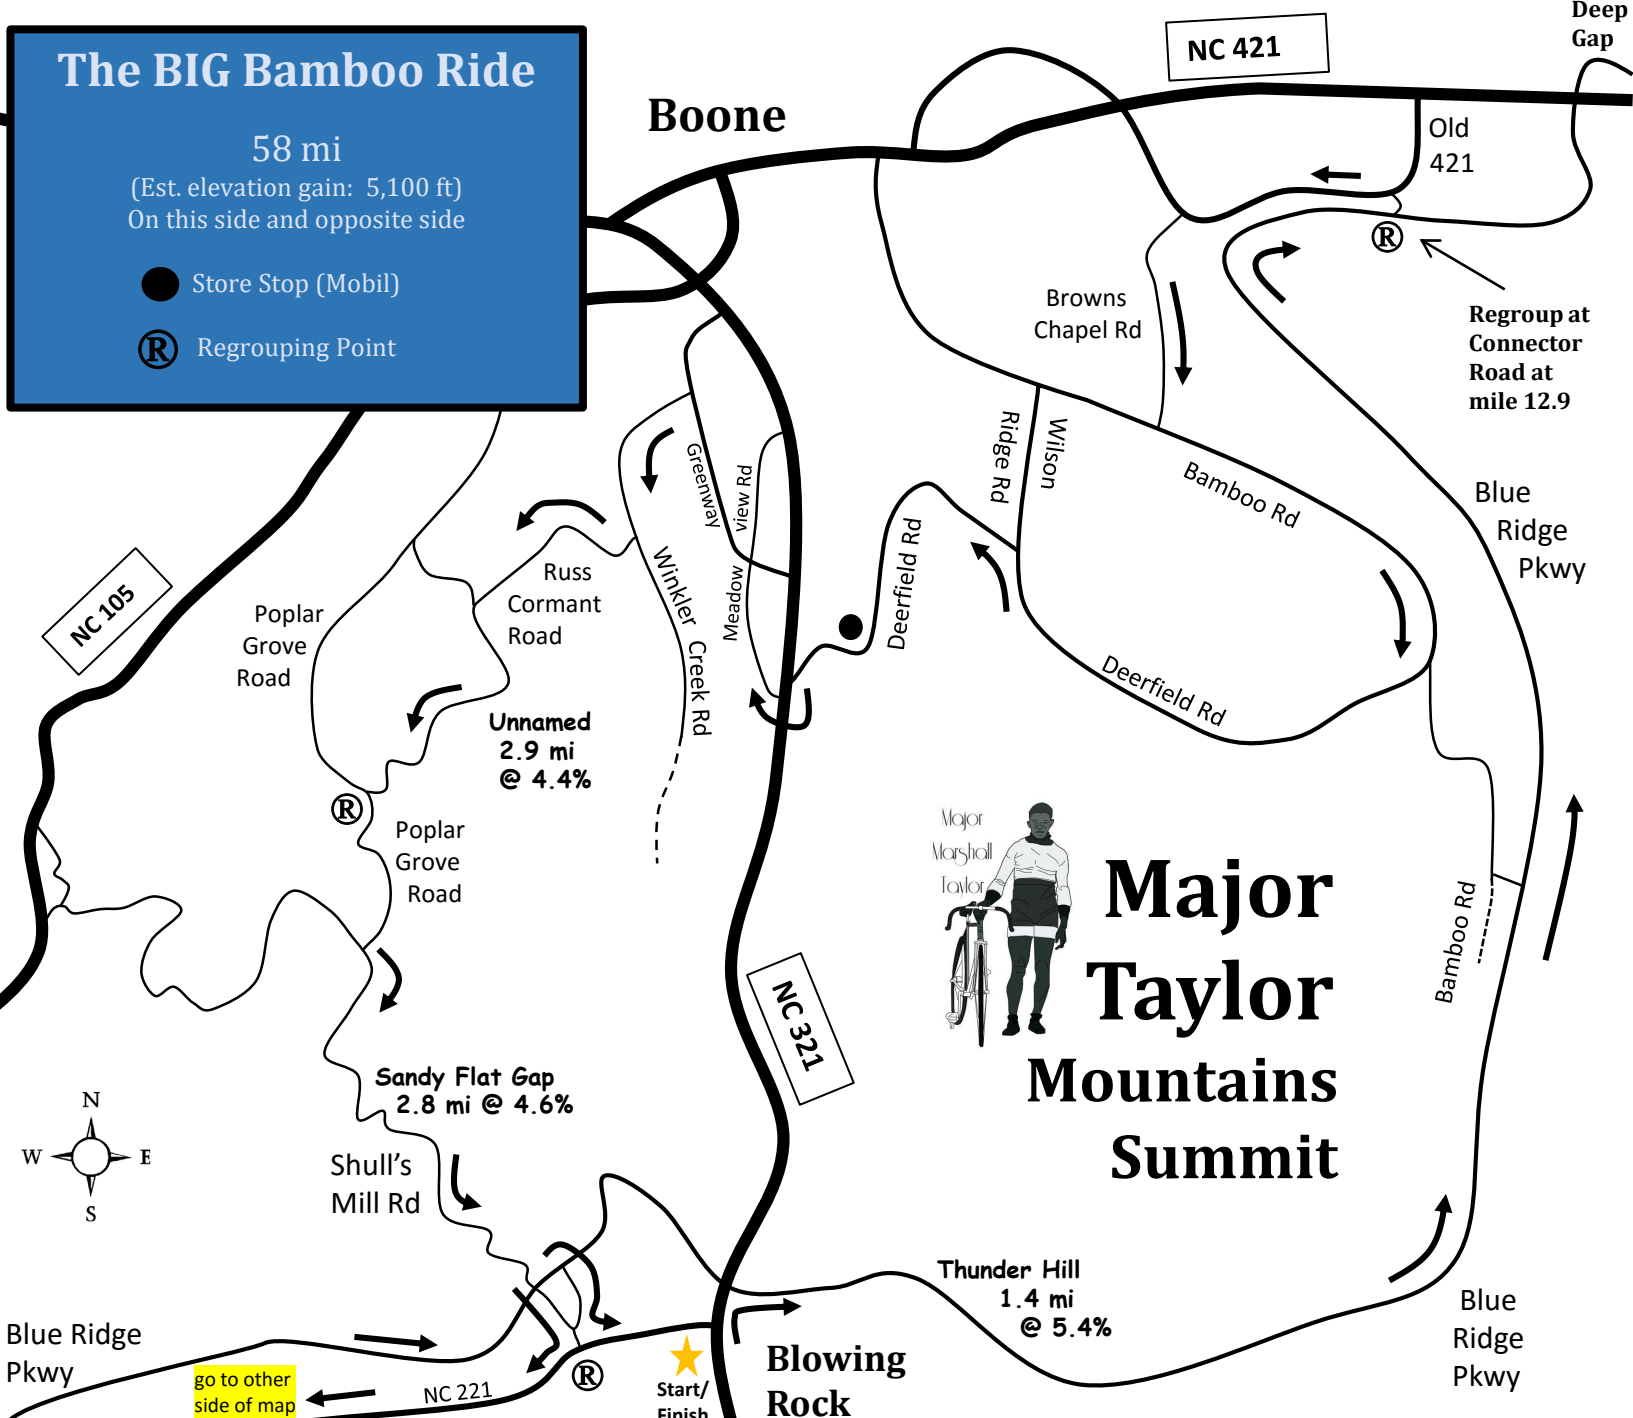 The BIG Bamboo Ride
58 mi
(Est. elevation gain:  5,100 ft)
On this side and opposite side
Store Stop (Mobil)
R Regrouping Point
Deep
Gap
NC 421
Boone
Old
421
R
Regroup at
Connector
Road at
mile 12.9
Browns
Chapel Rd
Wilson
Ridge Rd
Bamboo Rd
Blue
Ridge
Pkwy
Greenway
Meadow view Rd
Deerfield Rd
Winkler Creek Rd
Russ
Cormant
Road
NC 105
Poplar
Grove
Road
Deerfield Rd
Unnamed
2.9 mi
@ 4.4%
R
Poplar
Grove
Road
Major
Marshall
Taylor
Major
Taylor
Mountains
Summit
Bamboo Rd
NC 321
Sandy Flat Gap
2.8 mi @ 4.6%
N
W E
S
Shull's
Mill Rd
Thunder Hill
1.4 mi
@ 5.4%
Blue
Ridge
Pkwy
Blue Ridge
Pkwy
go to other
side of map
NC 221
R
Start/
Finish
Blowing
Rock